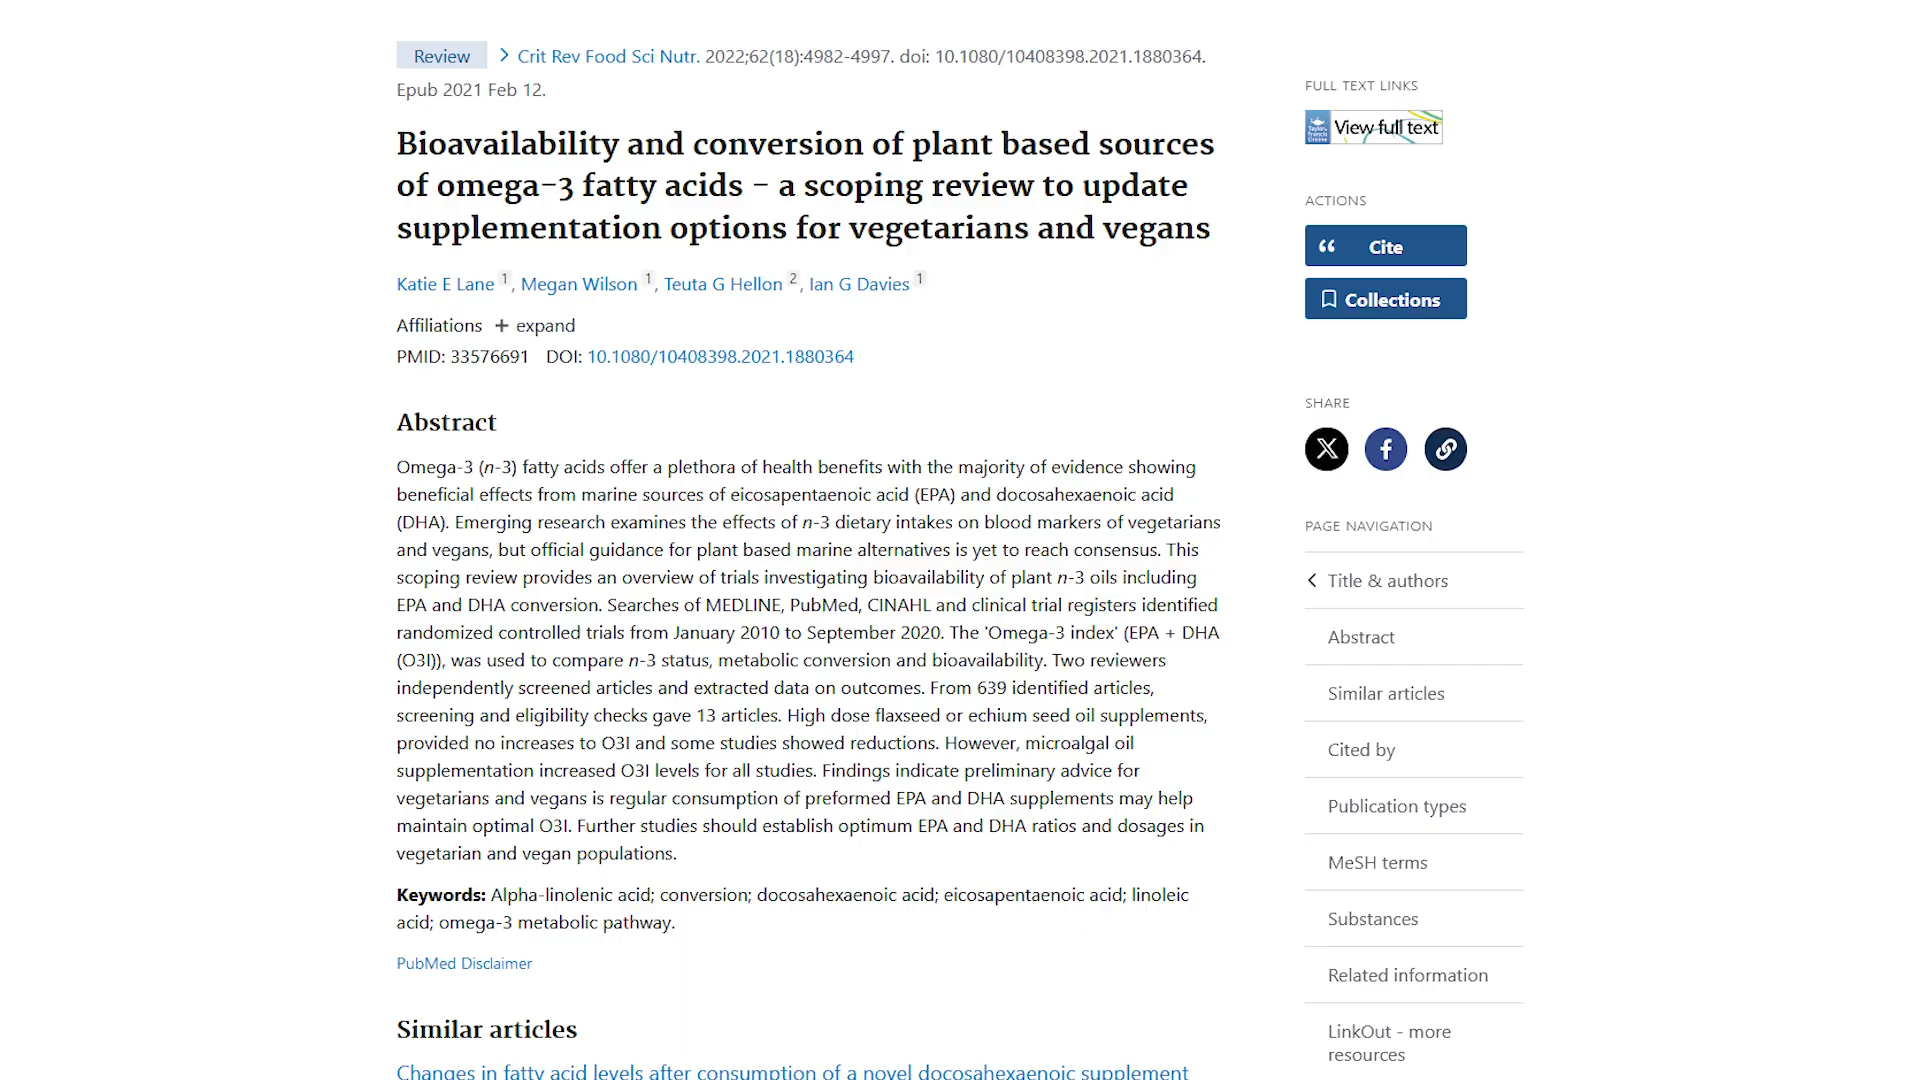 Review > Crit Rev Food Sci Nutr. 2022;62(18):4982-4997. doi: 10.1080/10408398.2021.1880364.
Epub 2021 Feb 12.
Bioavailability and conversion of plant based sources
of omega-3 fatty acids - a scoping review to update
supplementation options for vegetarians and vegans
Katie E Lane 1, Megan Wilson 1, Teuta G Hellon 2, Ian G Davies 1
Affiliations + expand
PMID: 33576691 DOI: 10.1080/10408398.2021.1880364
Abstract
Omega-3 (n-3) fatty acids offer a plethora of health benefits with the majority of evidence showing
beneficial effects from marine sources of eicosapentaenoic acid (EPA) and docosahexaenoic acid
(DHA). Emerging research examines the effects of n-3 dietary intakes on blood markers of vegetarians
and vegans, but official guidance for plant based marine alternatives is yet to reach consensus. This
scoping review provides an overview of trials investigating bioavailability of plant n-3 oils including
EPA and DHA conversion. Searches of MEDLINE, PubMed, CINAHL and clinical trial registers identified
randomized controlled trials from January 2010 to September 2020. The 'Omega-3 index' (EPA + DHA
(O3I)), was used to compare n-3 status, metabolic conversion and bioavailability. Two reviewers
independently screened articles and extracted data on outcomes. From 639 identified articles,
screening and eligibility checks gave 13 articles. High dose flaxseed or echium seed oil supplements,
provided no increases to O3I and some studies showed reductions. However, microalgal oil
supplementation increased O3I levels for all studies. Findings indicate preliminary advice for
vegetarians and vegans is regular consumption of preformed EPA and DHA supplements may help
maintain optimal O3I. Further studies should establish optimum EPA and DHA ratios and dosages in
vegetarian and vegan populations.
Keywords: Alpha-linolenic acid; conversion; docosahexaenoic acid; eicosapentaenoic acid; linoleic
acid; omega-3 metabolic pathway.
PubMed Disclaimer
Similar articles
Changes in fatty acid levels after consumption of a novel docosahexaenoic supplement
FULL TEXT LINKS
Taylor & Francis Online
View full text
ACTIONS
Cite
Collections
SHARE
PAGE NAVIGATION
Title & authors
Abstract
Similar articles
Cited by
Publication types
MeSH terms
Substances
Related information
LinkOut - more
resources